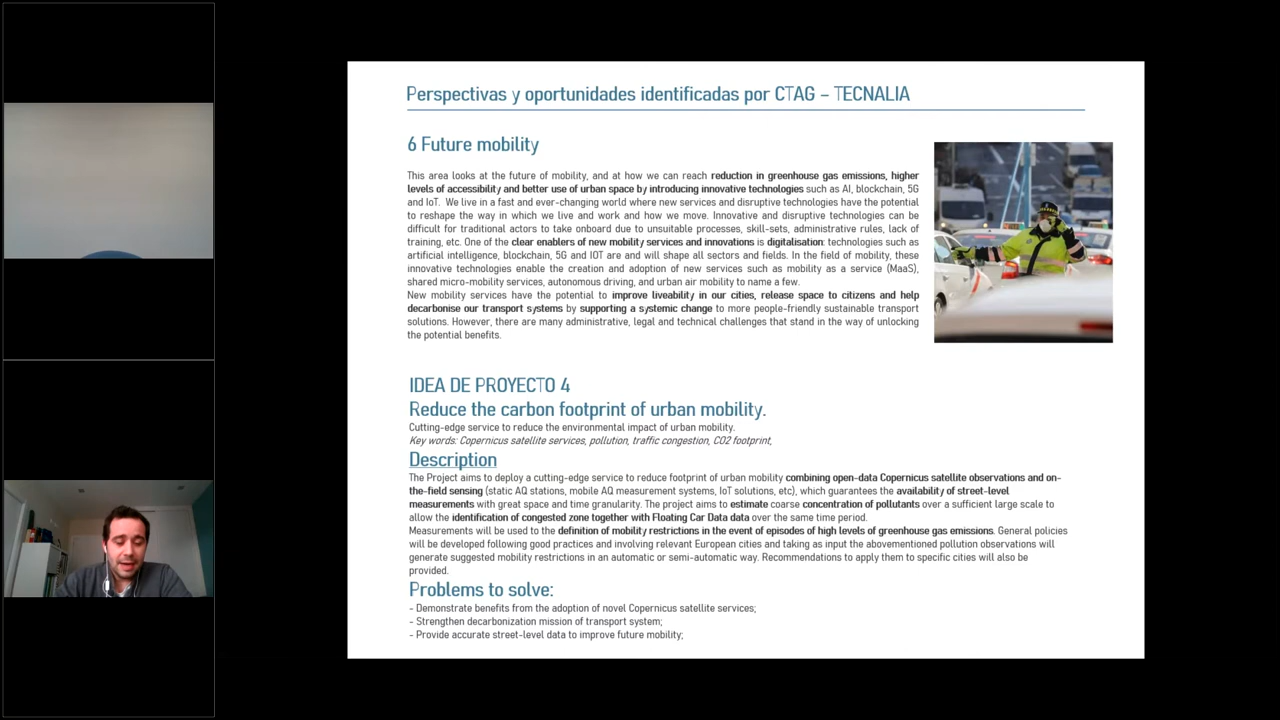 Perspectivas y oportunidades identificadas por CTAG – TECNALIA
6 Future mobility
This area looks at the future of mobility, and at how we can reach reduction in greenhouse gas emissions, higher
levels of accessibility and better use of urban space by introducing innovative technologies such as AI, blockchain, 5G
and IoT. We live in a fast and ever-changing world where new services and disruptive technologies have the potential
to reshape the way in which we live and work and how we move. Innovative and disruptive technologies can be
difficult for traditional actors to take onboard due to unsuitable processes, skill-sets, administrative rules, lack of
training, etc. One of the clear enablers of new mobility services and innovations is digitalisation: technologies such as
artificial intelligence, blockchain, 5G and IOT are and will shape all sectors and fields. In the field of mobility, these
innovative technologies enable the creation and adoption of new services such as mobility as a service (MaaS),
shared micro-mobility services, autonomous driving, and urban air mobility to name a few.
New mobility services have the potential to improve liveability in our cities, release space to citizens and help
decarbonise our transport systems by supporting a systemic change to more people-friendly sustainable transport
solutions. However, there are many administrative, legal and technical challenges that stand in the way of unlocking
the potential benefits.
IDEA DE PROYECTO 4
Reduce the carbon footprint of urban mobility.
Cutting-edge service to reduce the environmental impact of urban mobility.
Key words: Copernicus satellite services, pollution, traffic congestion, CO2 footprint,
Description
The Project aims to deploy a cutting-edge service to reduce footprint of urban mobility combining open-data Copernicus satellite observations and on-
the-field sensing (static AQ stations, mobile AQ measurement systems, IoT solutions, etc), which guarantees the availability of street-level
measurements with great space and time granularity. The project aims to estimate coarse concentration of pollutants over a sufficient large scale to
allow the identification of congested zone together with Floating Car Data data over the same time period.
Measurements will be used to the definition of mobility restrictions in the event of episodes of high levels of greenhouse gas emissions. General policies
will be developed following good practices and involving relevant European cities and taking as input the abovementioned pollution observations will
generate suggested mobility restrictions in an automatic or semi-automatic way. Recommendations to apply them to specific cities will also be
provided.
Problems to solve:
- Demonstrate benefits from the adoption of novel Copernicus satellite services;
- Strengthen decarbonization mission of transport system;
- Provide accurate street-level data to improve future mobility;